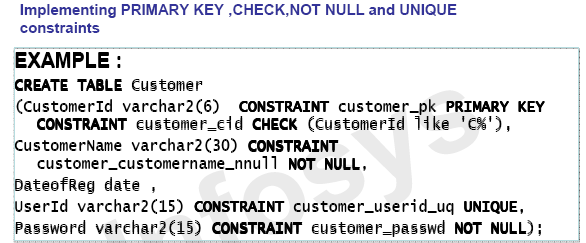 Implementing PRIMARY KEY ,CHECK,NOT NULL and UNIQUE
constraints
EXAMPLE :
CREATE TABLE Customer
(CustomerId varchar2(6) CONSTRAINT customer_pk PRIMARY KEY
CONSTRAINT customer_cid CHECK (CustomerId like 'C%'),
CustomerName varchar2(30) CONSTRAINT
customer_customername_nnull NOT NULL,
DateofReg date ,
UserId varchar2(15) CONSTRAINT customer_userid_uq UNIQUE,
Password varchar2(15) CONSTRAINT customer_passwd NOT NULL);
Infosys